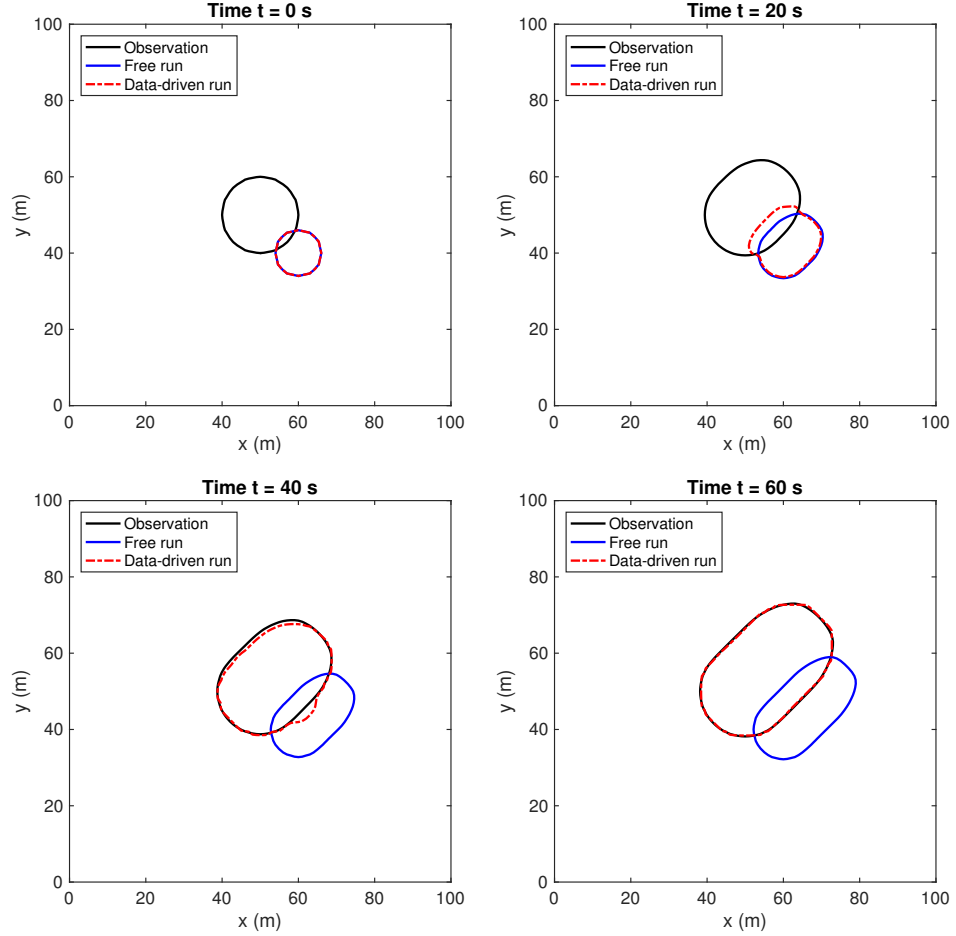 Time t = 0 s
100
80
60
40
20
0
0 20 40 60 80 100
y (m)
x (m)
Observation
Free run
Data-driven run
Time t = 20 s
100
80
60
40
20
0
0 20 40 60 80 100
y (m)
x (m)
Observation
Free run
Data-driven run
Time t = 40 s
100
80
60
40
20
0
0 20 40 60 80 100
y (m)
x (m)
Observation
Free run
Data-driven run
Time t = 60 s
100
80
60
40
20
0
0 20 40 60 80 100
y (m)
x (m)
Observation
Free run
Data-driven run